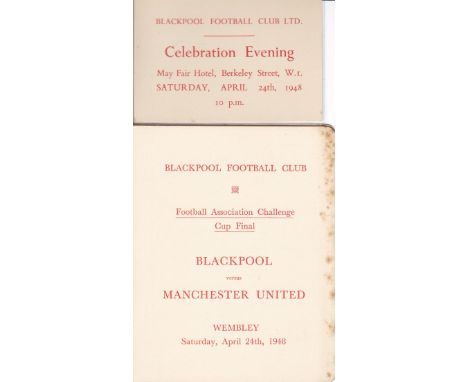 BLACKPOOL FOOTBALL CLUB LTD.
Celebration Evening
May Fair Hotel, Berkeley Street, W.1.
SATURDAY, APRIL 24th, 1948
10 p.m.
BLACKPOOL FOOTBALL CLUB
Football Association Challenge
Cup Final
BLACKPOOL
versus
MANCHESTER UNITED
WEMBLEY
Saturday, April 24th, 1948